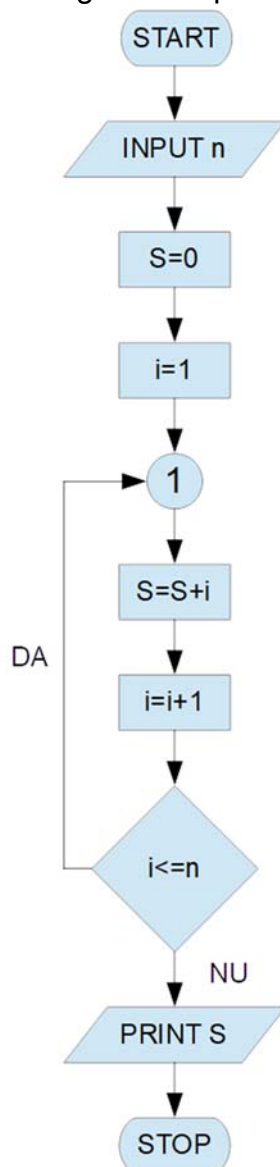 START
INPUT n
S=0
i=1
1
S=S+i
i=i+1
DA
i<=n
NU
PRINT S
STOP